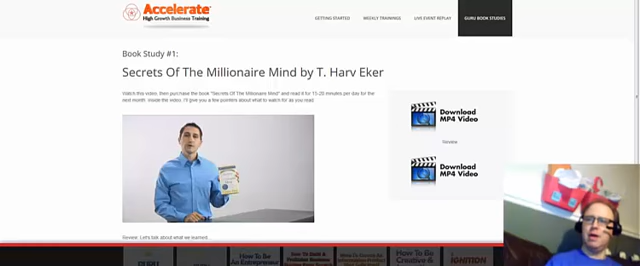 Accelerate
High Growth Business Training
GETTING STARTED
WEEKLY TRAININGS
LIVE EVENT REPLAY
GURU BOOK STUDIES
Book Study #1:
Secrets Of The Millionaire Mind by T. Harv Eker
Watch this video, then purchase the book "Secrets Of The Millionaire Mind" and read it for 15-20 minutes per day for the
next month. Inside the video, I'll give you a few pointers about what to watch for as you read.
Download
MP4 Video
Review
Download
MP4 Video
Review: Let's talk about what we learned...
How To Be
An Entrepreneur
How To Be
Creative &
IGNITION